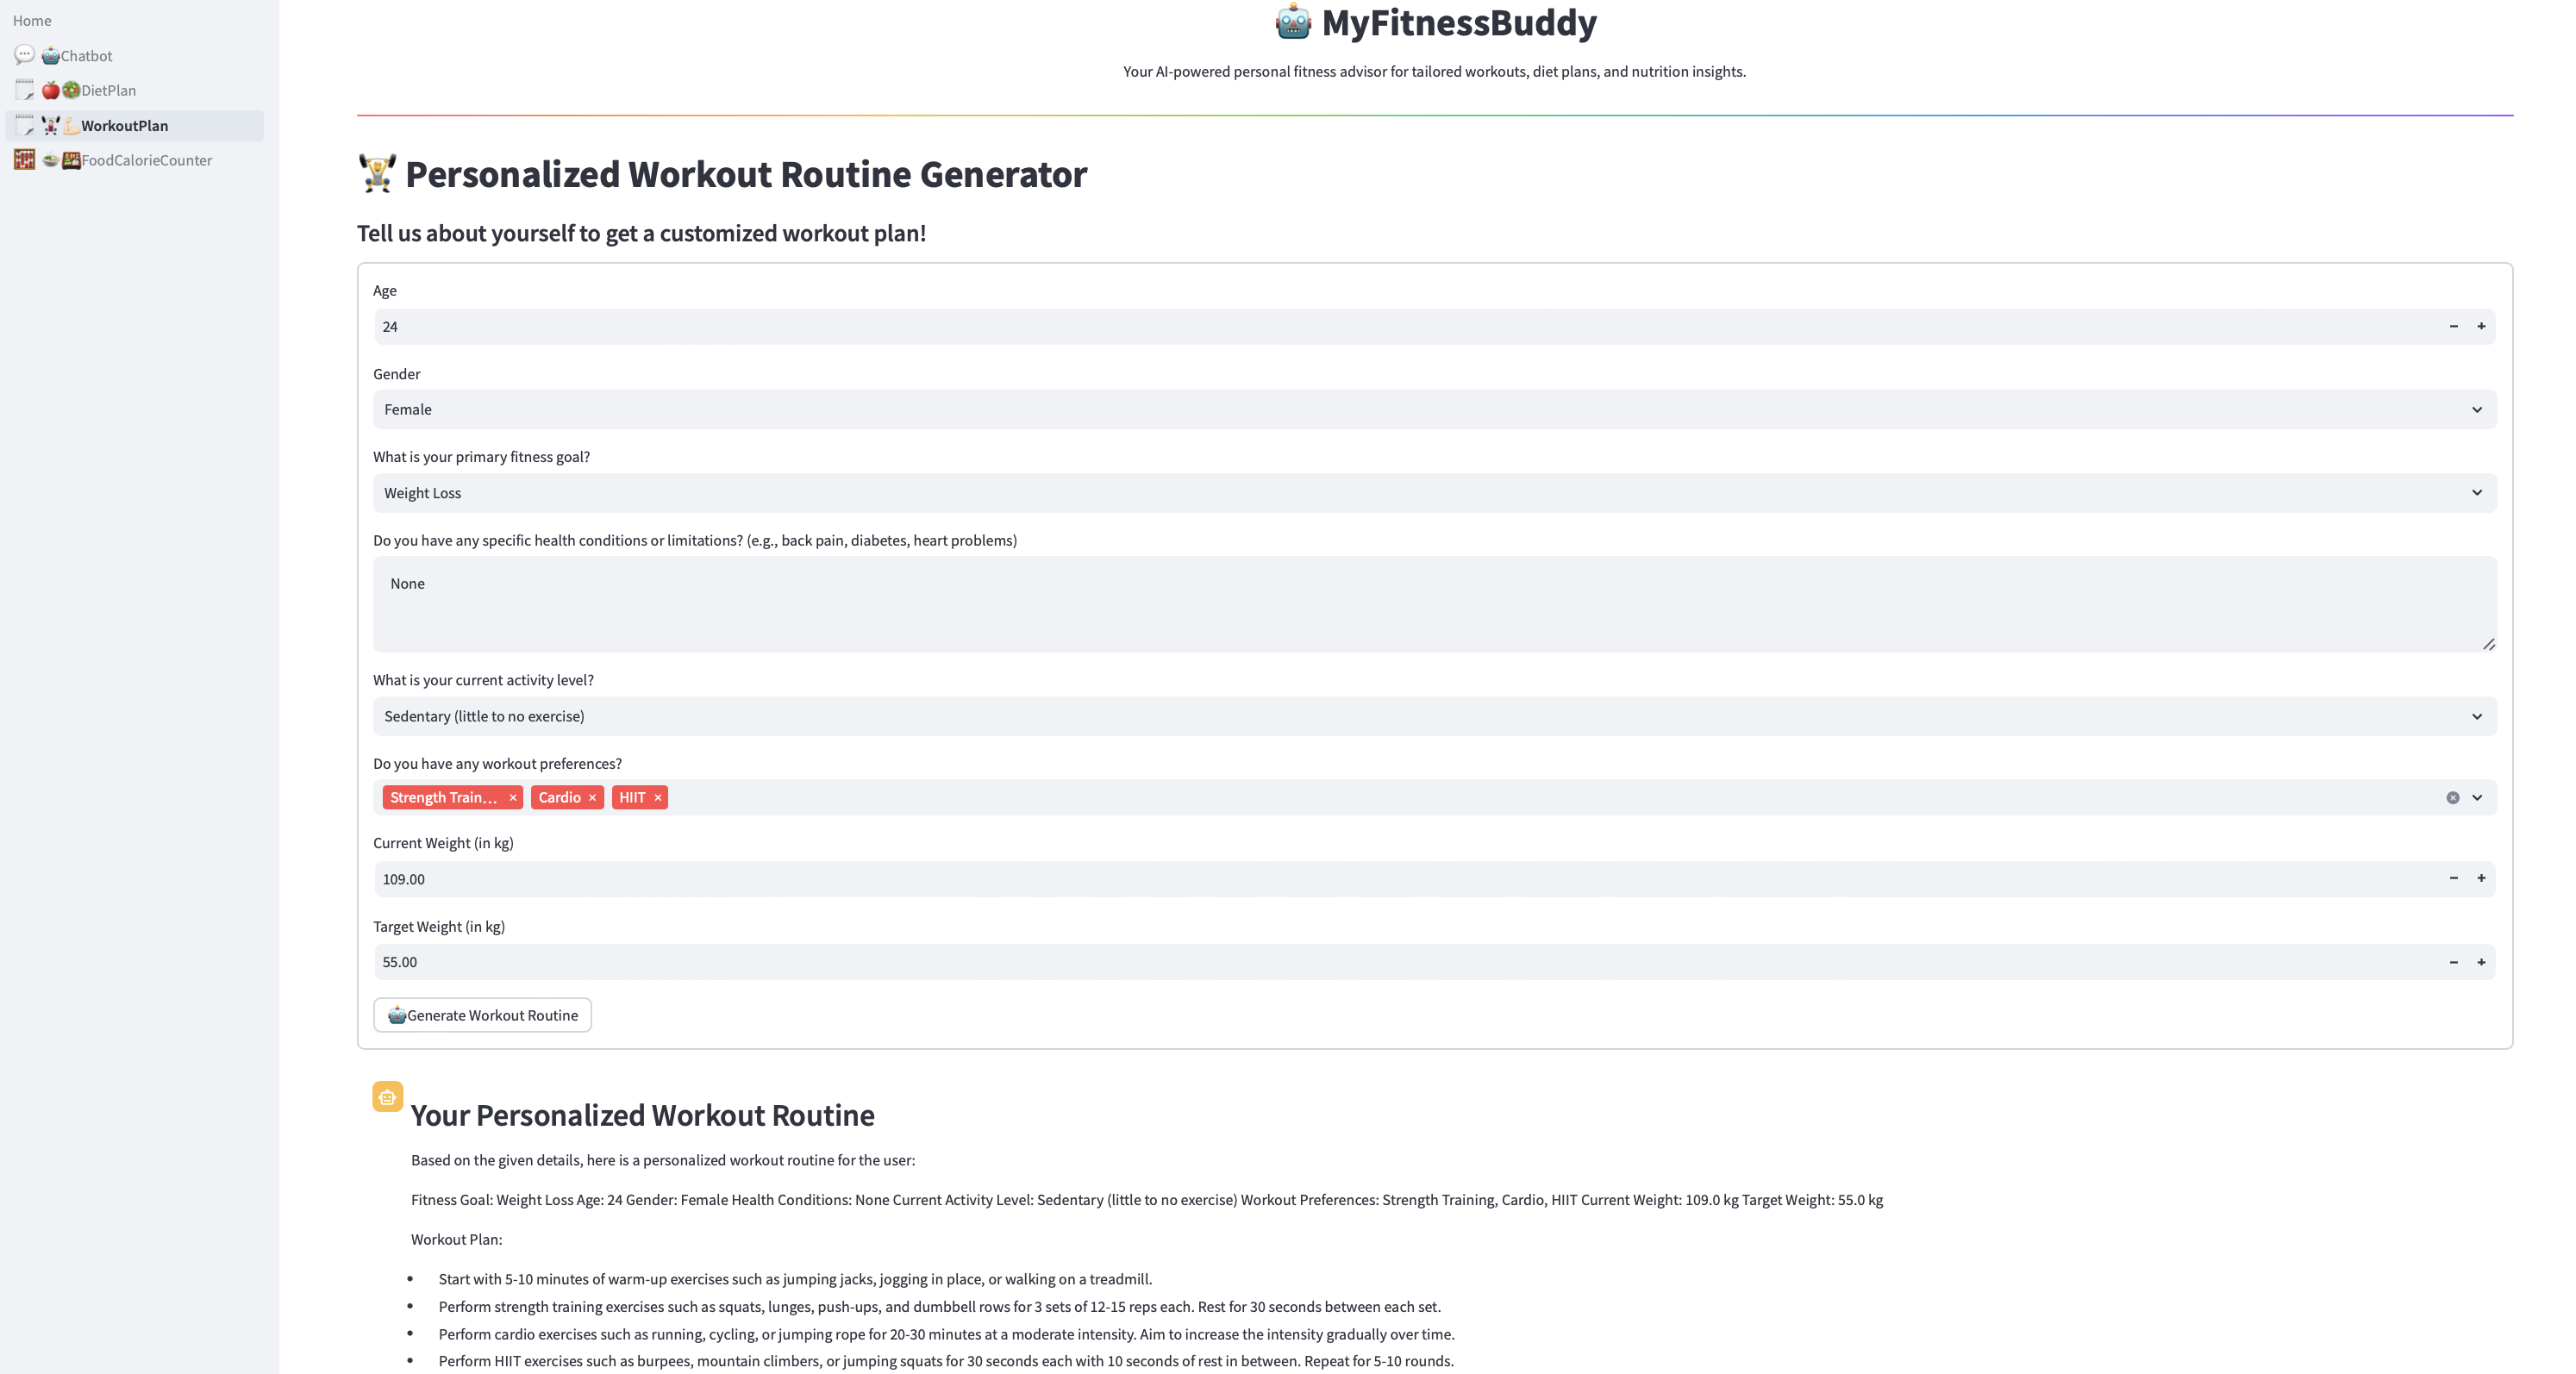 Home
Chatbot
DietPlan
WorkoutPlan
FoodCalorieCounter
MyFitnessBuddy
Your AI-powered personal fitness advisor for tailored workouts, diet plans, and nutrition insights.
Personalized Workout Routine Generator
Tell us about yourself to get a customized workout plan!
Age
24
Gender
Female
What is your primary fitness goal?
Weight Loss
Do you have any specific health conditions or limitations? (e.g., back pain, diabetes, heart problems)
None
What is your current activity level?
Sedentary (little to no exercise)
Do you have any workout preferences?
Strength Train... × Cardio × HIIT ×
Current Weight (in kg)
109.00
Target Weight (in kg)
55.00
Generate Workout Routine
Your Personalized Workout Routine
Based on the given details, here is a personalized workout routine for the user:
Fitness Goal: Weight Loss Age: 24 Gender: Female Health Conditions: None Current Activity Level: Sedentary (little to no exercise) Workout Preferences: Strength Training, Cardio, HIIT Current Weight: 109.0 kg Target Weight: 55.0 kg
Workout Plan:
• Start with 5-10 minutes of warm-up exercises such as jumping jacks, jogging in place, or walking on a treadmill.
• Perform strength training exercises such as squats, lunges, push-ups, and dumbbell rows for 3 sets of 12-15 reps each. Rest for 30 seconds between each set.
• Perform cardio exercises such as running, cycling, or jumping rope for 20-30 minutes at a moderate intensity. Aim to increase the intensity gradually over time.
• Perform HIIT exercises such as burpees, mountain climbers, or jumping squats for 30 seconds each with 10 seconds of rest in between. Repeat for 5-10 rounds.